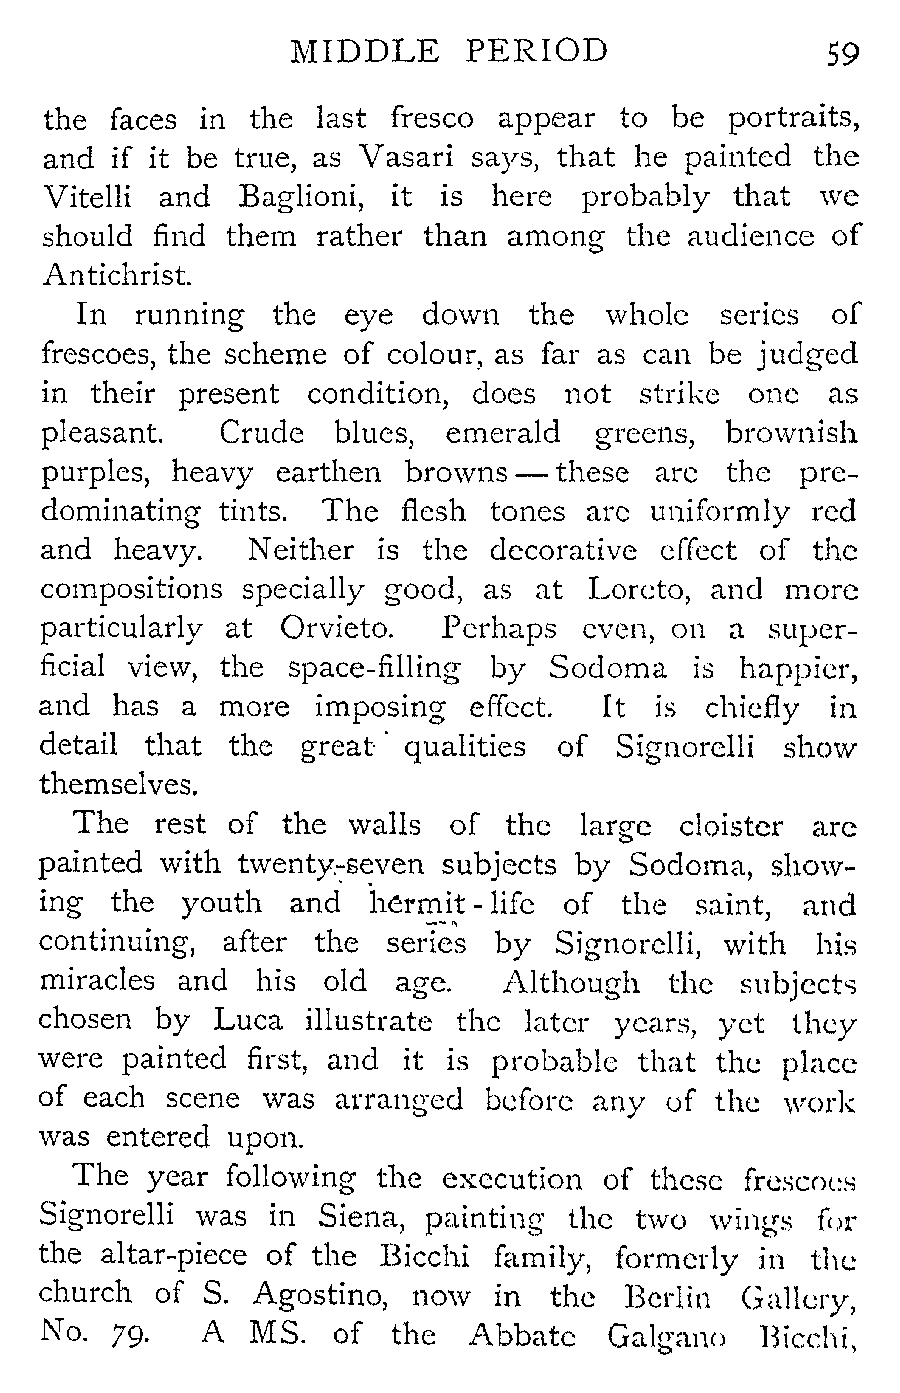 MIDDLE PERIOD 59
the faces in the last fresco appear to be portraits,
and if it be true, as Vasari says, that he painted the
Vitelli and Baglioni, it is here probably that we
should find them rather than among the audience of
Antichrist.
In running the eye down the whole series of
frescoes, the scheme of colour, as far as can be judged
in their present condition, does not strike one as
pleasant. Crude blues, emerald greens, brownish
purples, heavy earthen browns — these are the pre-
dominating tints. The flesh tones are uniformly red
and heavy. Neither is the decorative effect of the
compositions specially good, as at Loreto, and more
particularly at Orvieto. Perhaps even, on a super-
ficial view, the space-filling by Sodoma is happier,
and has a more imposing effect. It is chiefly in
detail that the great qualities of Signorelli show
themselves.
The rest of the walls of the large cloister are
painted with twenty-seven subjects by Sodoma, show-
ing the youth and hermit-life of the saint, and
continuing, after the series by Signorelli, with his
miracles and his old age. Although the subjects
chosen by Luca illustrate the later years, yet they
were painted first, and it is probable that the place
of each scene was arranged before any of the work
was entered upon.
The year following the execution of these frescoes
Signorelli was in Siena, painting the two wings for
the altar-piece of the Bicchi family, formerly in the
church of S. Agostino, now in the Berlin Gallery,
No. 79. A MS. of the Abbate Galgano Bicchi,